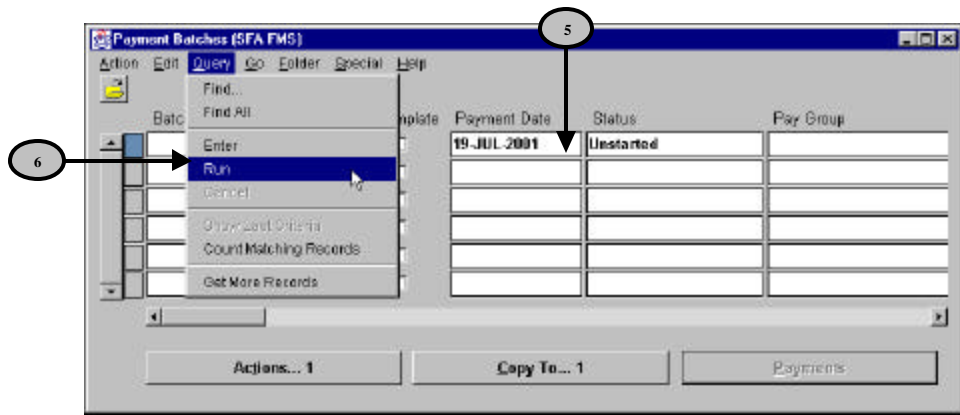 5
Payment Batches (SFA FMS)
Action Edit Query Go Folder Special Help
Find...
Find All
Batc mplate Payment Date Status Pay Group
Enter 19-JUL-2001 Unstarted
6
Run
Cancel
Show Last Criteria
Count Matching Records
Get More Records
Actions... 1 Copy To... 1 Payments